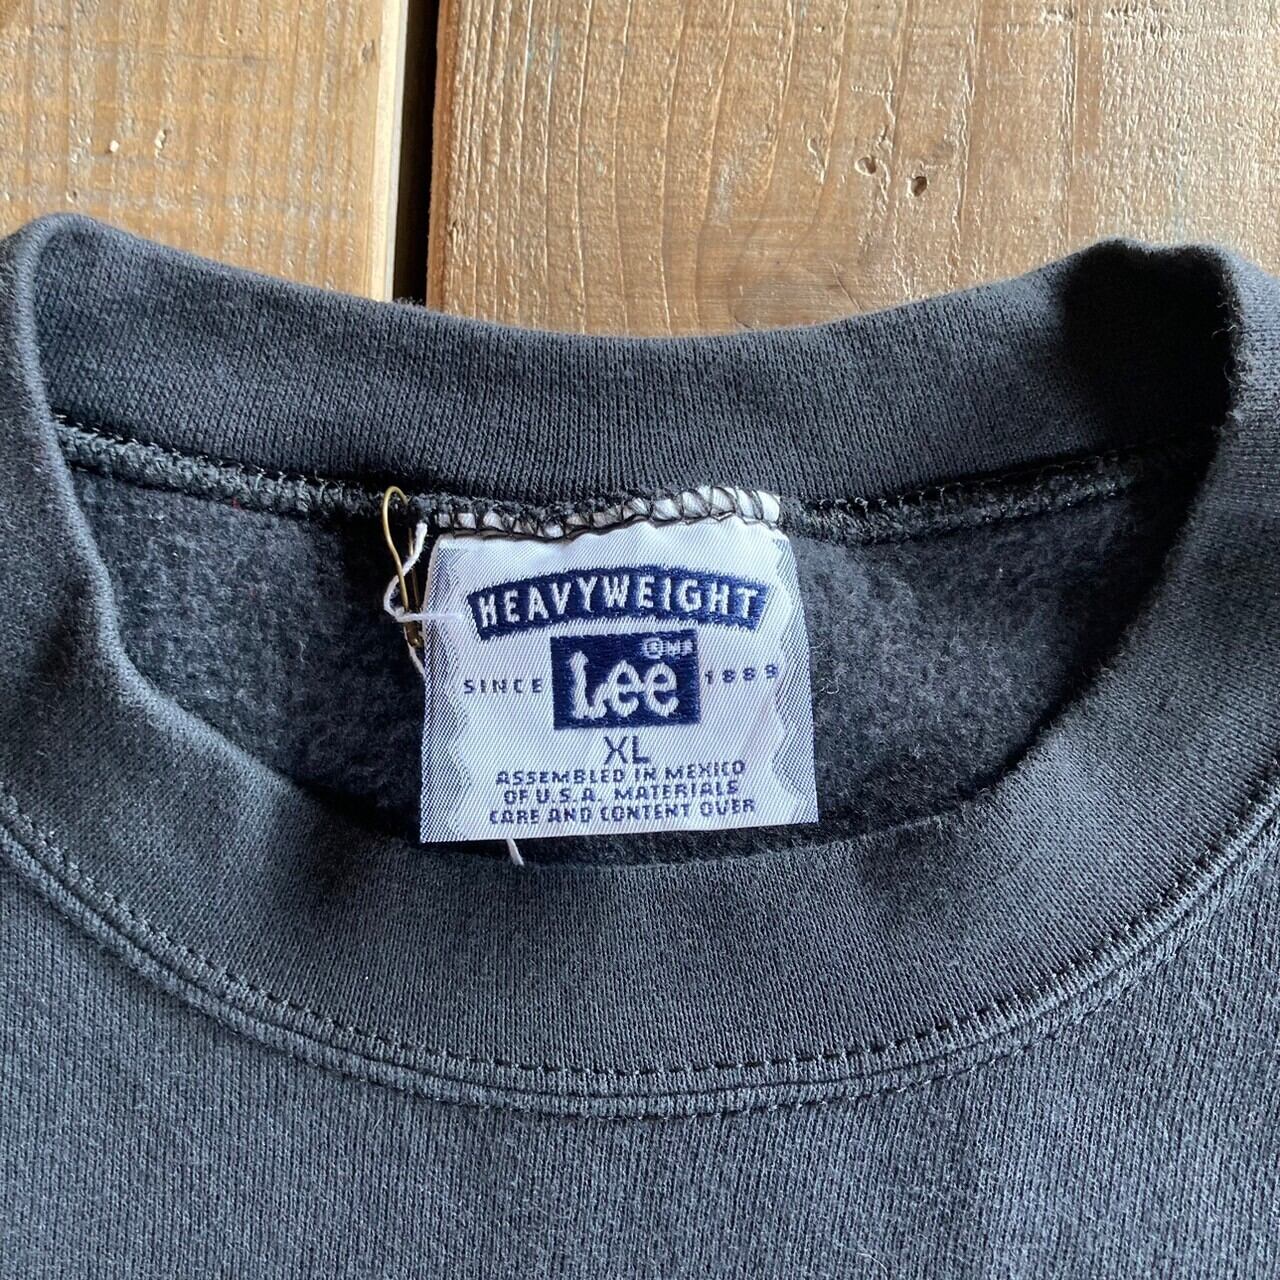 HEAVYWEIGHT
SINCE Lee 1889
XL
ASSEMBLED IN MEXICO
OF U.S.A. MATERIALS
CARE AND CONTENT OVER